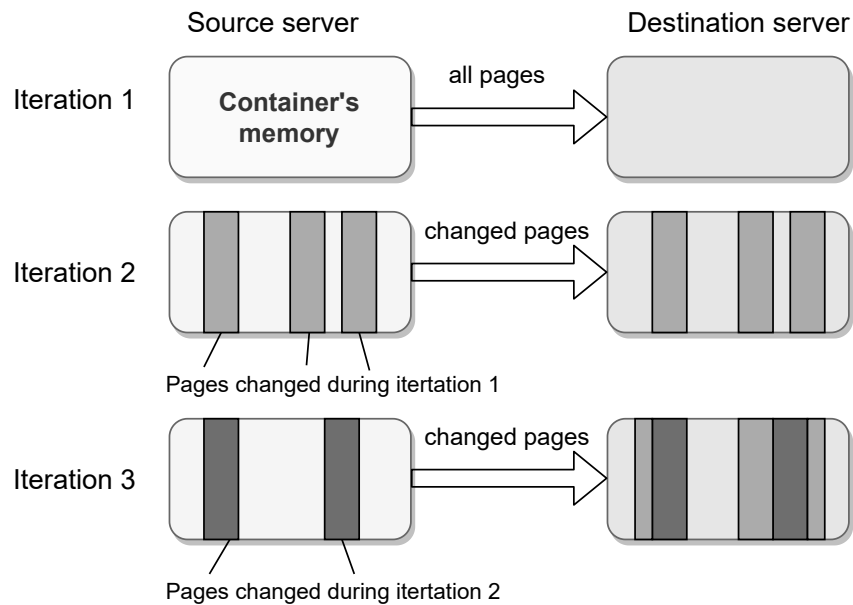 Source server
Destination server
Iteration 1
Container's
memory
all pages
Iteration 2
changed pages
Pages changed during itertation 1
Iteration 3
changed pages
Pages changed during itertation 2